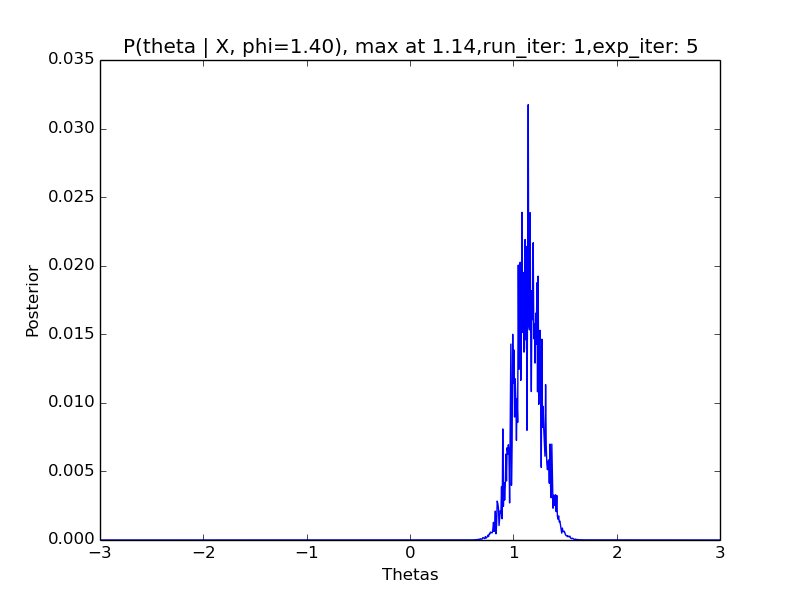 P(theta | X, phi=1.40), max at 1.14,run_iter: 1,exp_iter: 5
0.035
0.030
0.025
0.020
0.015
0.010
0.005
0.000
Posterior
−3 −2 −1 0 1 2 3
Thetas